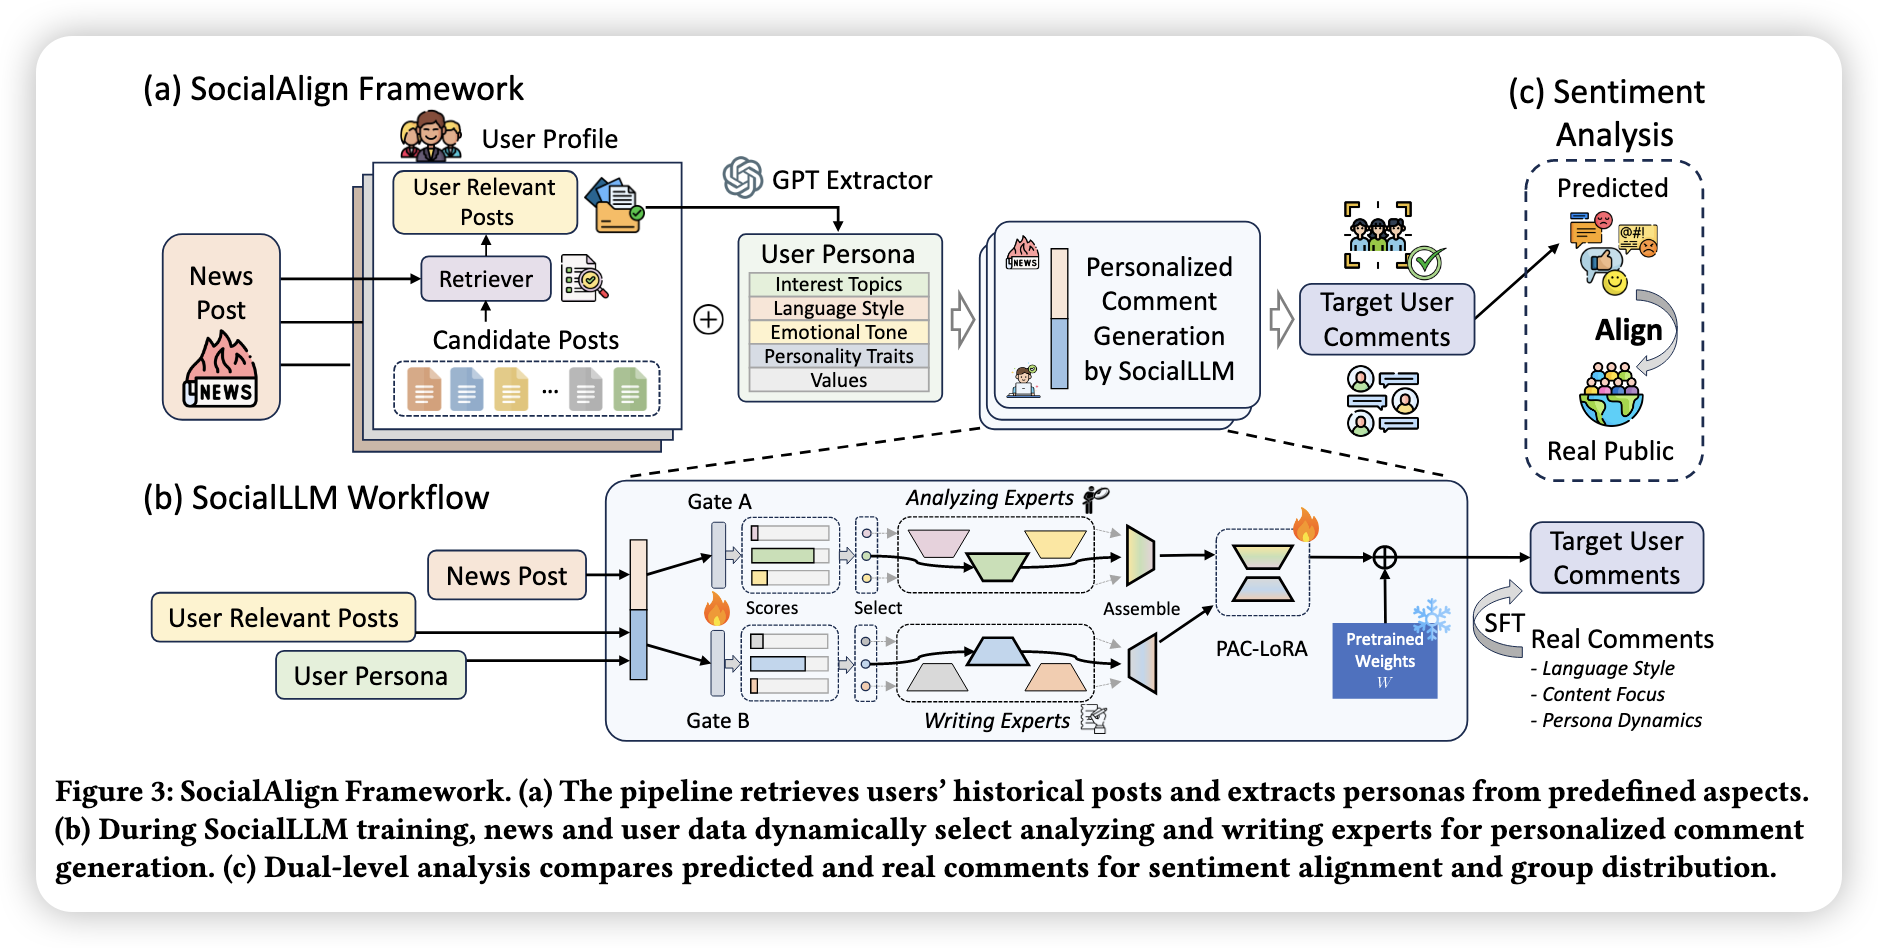 (a) SocialAlign Framework
User Profile
User Relevant
Posts
Retriever
Candidate Posts
...
News
Post
NEWS
GPT Extractor
User Persona
Interest Topics
Language Style
Emotional Tone
Personality Traits
Values
NEWS
Personalized
Comment
Generation
by SocialLLM
Target User
Comments
(c) Sentiment
Analysis
Predicted
@#!
Align
Real Public
(b) SocialLLM Workflow
News Post
User Relevant Posts
User Persona
Gate A
Scores
Gate B
Select
Analyzing Experts
Writing Experts
Assemble
PAC-LoRA
Pretrained
Weights
W
Target User
Comments
SFT
Real Comments
- Language Style
- Content Focus
- Persona Dynamics
Figure 3: SocialAlign Framework. (a) The pipeline retrieves users’ historical posts and extracts personas from predefined aspects.
(b) During SocialLLM training, news and user data dynamically select analyzing and writing experts for personalized comment
generation. (c) Dual-level analysis compares predicted and real comments for sentiment alignment and group distribution.